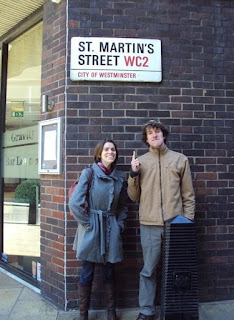 ST. MARTIN'S
STREET WC2
CITY OF WESTMINSTER